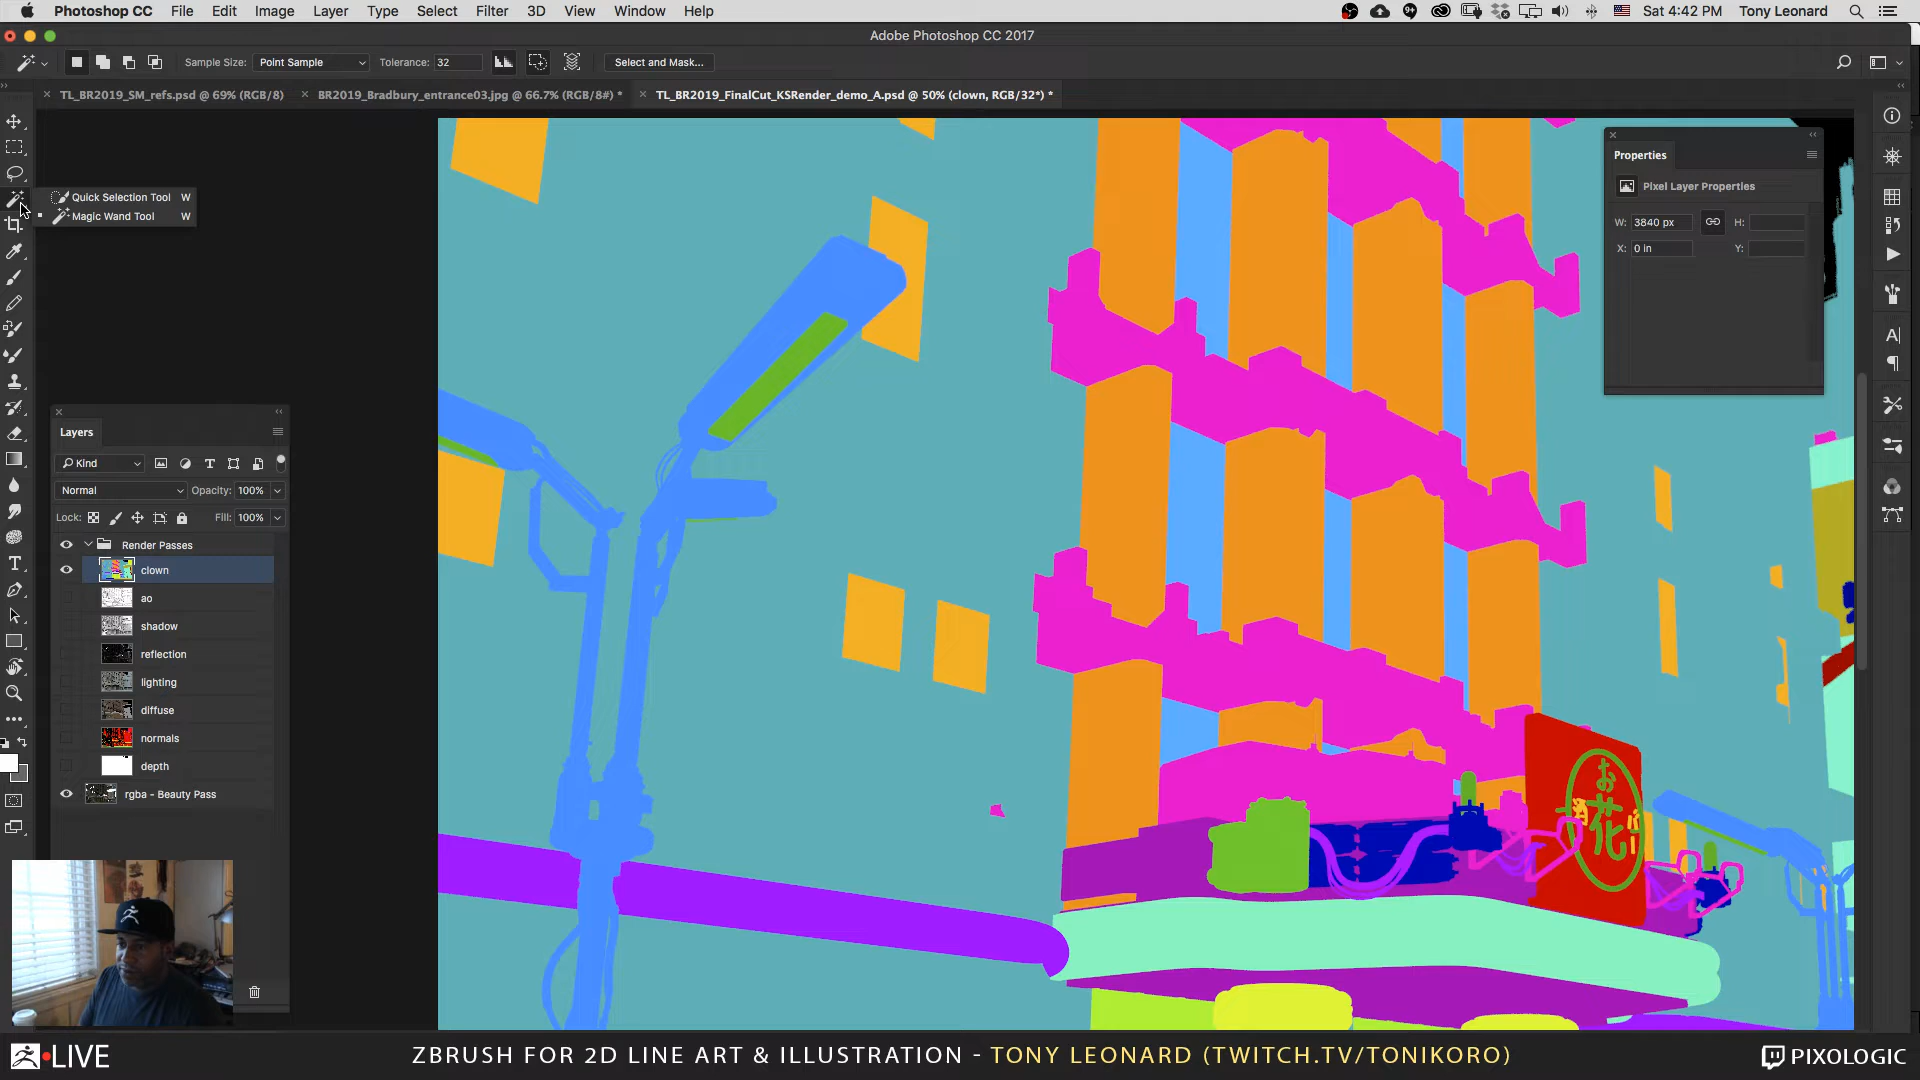 Photoshop CC File Edit Image Layer Type Select Filter 3D View Window Help
Sat 4:42 PM Tony Leonard
Adobe Photoshop CC 2017
Sample Size: Point Sample Tolerance: 32 Select and Mask...
TL_BR2019_SM_refs.psd @ 69% (RGB/8)
BR2019_Bradbury_entrance03.jpg @ 66.7% (RGB/8#) *
TL_BR2019_FinalCut_KSRender_demo_A.psd @ 50% (clown, RGB/32*) *
Quick Selection Tool W
Magic Wand Tool W
Properties
Pixel Layer Properties
W: 3840 px H:
X: 0 in Y:
Layers
Kind
Normal Opacity: 100%
Lock: Fill: 100%
Render Passes
clown
ao
shadow
reflection
lighting
diffuse
normals
depth
rgba - Beauty Pass
お
花
LIVE
ZBRUSH FOR 2D LINE ART & ILLUSTRATION - TONY LEONARD (TWITCH.TV/TONIKORO)
PIXOLOGIC